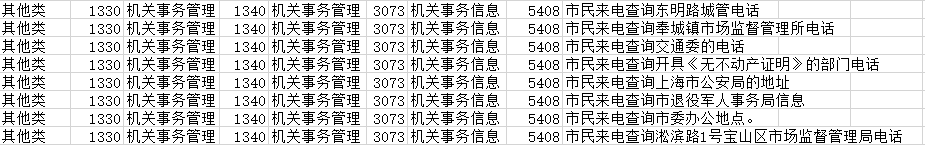 其他类 1330 机关事务管理 1340 机关事务管理 3073 机关事务信息 5408 市民来电查询东明路城管电话
其他类 1330 机关事务管理 1340 机关事务管理 3073 机关事务信息 5408 市民来电查询奉城镇市场监督管理所电话
其他类 1330 机关事务管理 1340 机关事务管理 3073 机关事务信息 5408 市民来电查询交通委的电话
其他类 1330 机关事务管理 1340 机关事务管理 3073 机关事务信息 5408 市民来电查询开具《无不动产证明》的部门电话
其他类 1330 机关事务管理 1340 机关事务管理 3073 机关事务信息 5408 市民来电查询上海市公安局的地址
其他类 1330 机关事务管理 1340 机关事务管理 3073 机关事务信息 5408 市民来电查询市退役军人事务局信息
其他类 1330 机关事务管理 1340 机关事务管理 3073 机关事务信息 5408 市民来电查询市委办公地点。
其他类 1330 机关事务管理 1340 机关事务管理 3073 机关事务信息 5408 市民来电查询淞滨路1号宝山区市场监督管理局电话